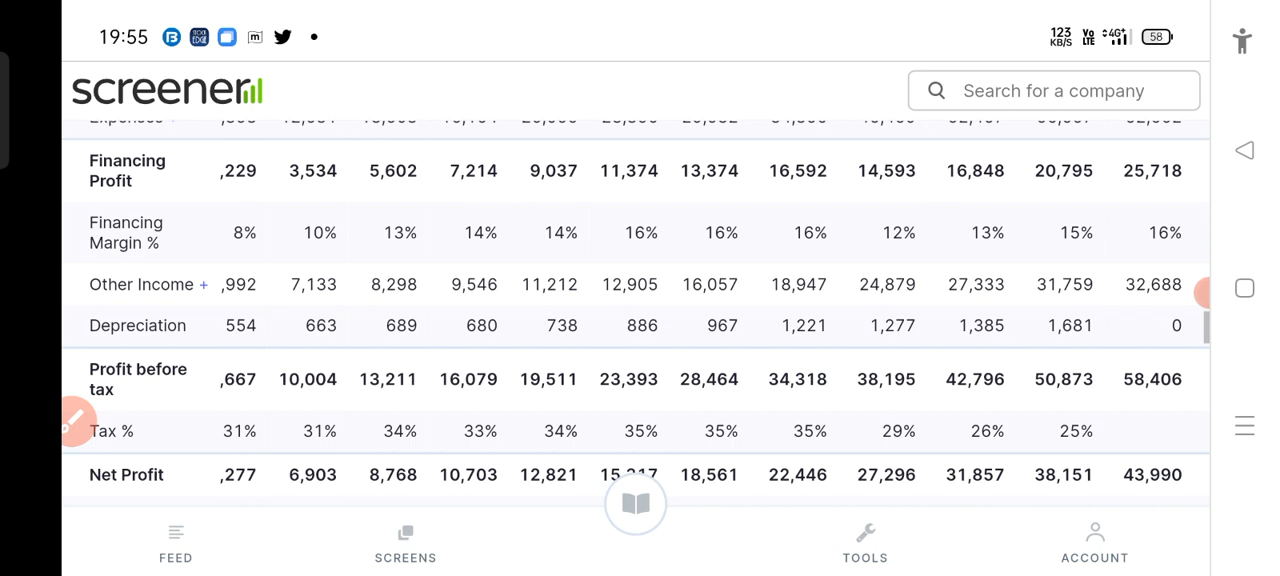 19:55 123 KB/S Vo LTE 4G+ 58
screener Search for a company
Expenses +
Financing Profit ,229 3,534 5,602 7,214 9,037 11,374 13,374 16,592 14,593 16,848 20,795 25,718
Financing Margin % 8% 10% 13% 14% 14% 16% 16% 16% 12% 13% 15% 16%
Other Income + ,992 7,133 8,298 9,546 11,212 12,905 16,057 18,947 24,879 27,333 31,759 32,688
Depreciation 554 663 689 680 738 886 967 1,221 1,277 1,385 1,681 0
Profit before tax ,667 10,004 13,211 16,079 19,511 23,393 28,464 34,318 38,195 42,796 50,873 58,406
Tax % 31% 31% 34% 33% 34% 35% 35% 35% 29% 26% 25%
Net Profit ,277 6,903 8,768 10,703 12,821 18,561 22,446 27,296 31,857 38,151 43,990
FEED SCREENS TOOLS ACCOUNT